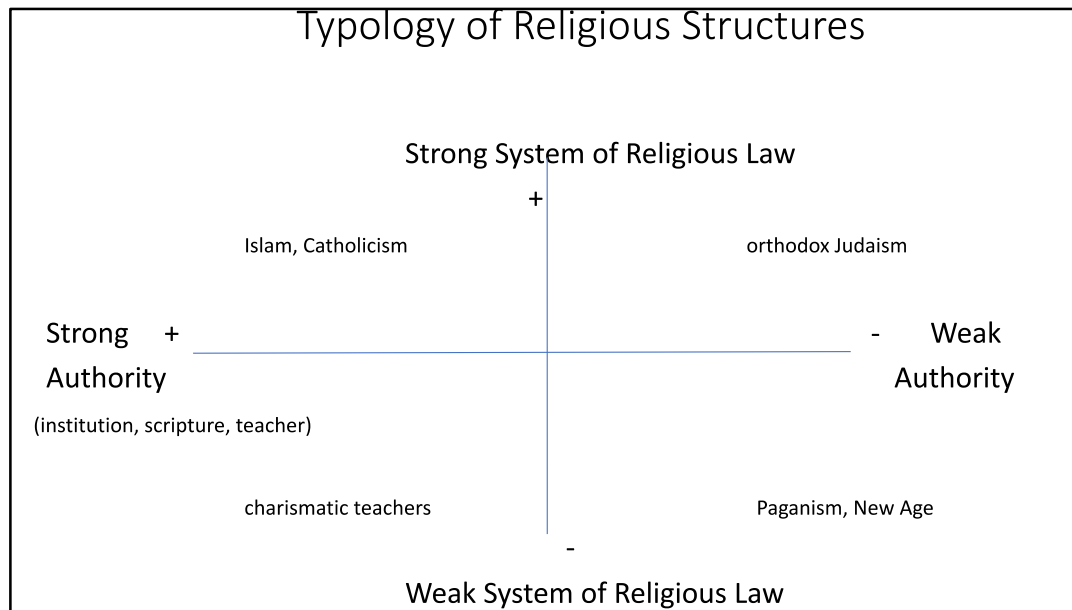 Typology of Religious Structures
Strong System of Religious Law
+
Islam, Catholicism
orthodox Judaism
Strong +
- Weak
Authority
Authority
(institution, scripture, teacher)
charismatic teachers
Paganism, New Age
-
Weak System of Religious Law